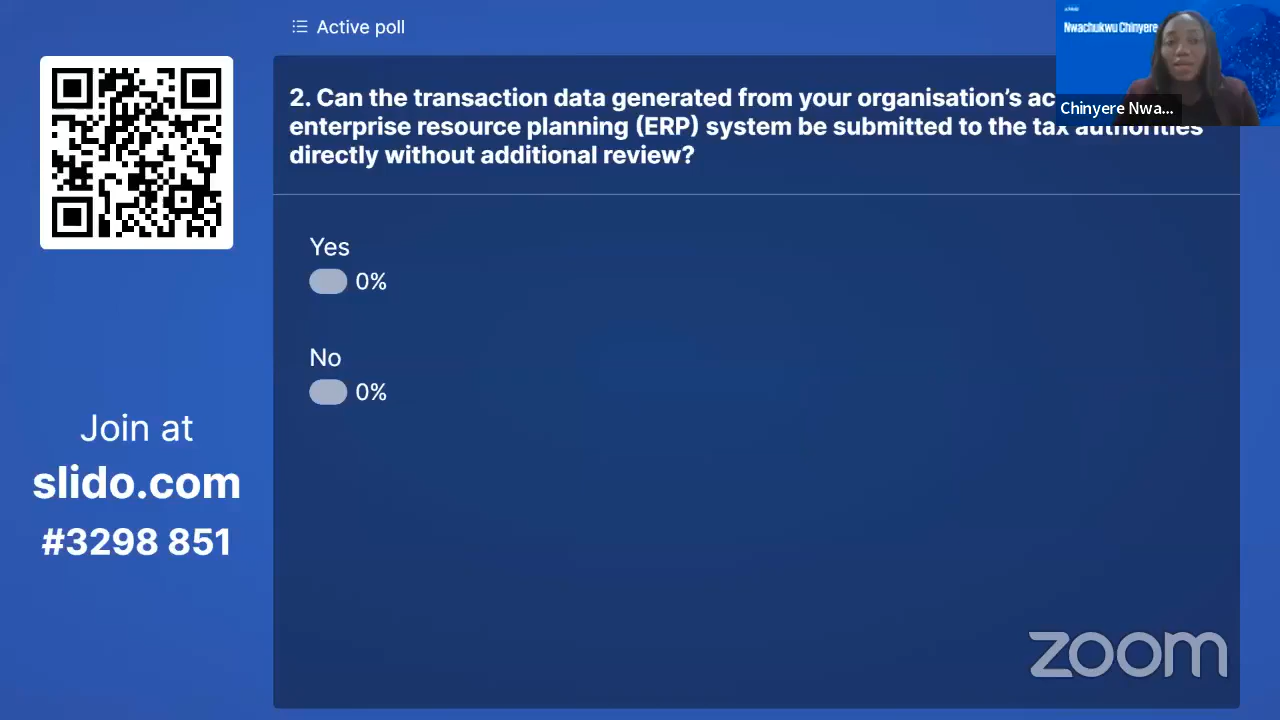 Active poll
Nwachukwu Chinyere
Chinyere Nwa...
2. Can the transaction data generated from your organisation's
enterprise resource planning (ERP) system be submitted to the tax authorities
directly without additional review?
Yes
0%
No
0%
Join at
slido.com
#3298 851
zoom